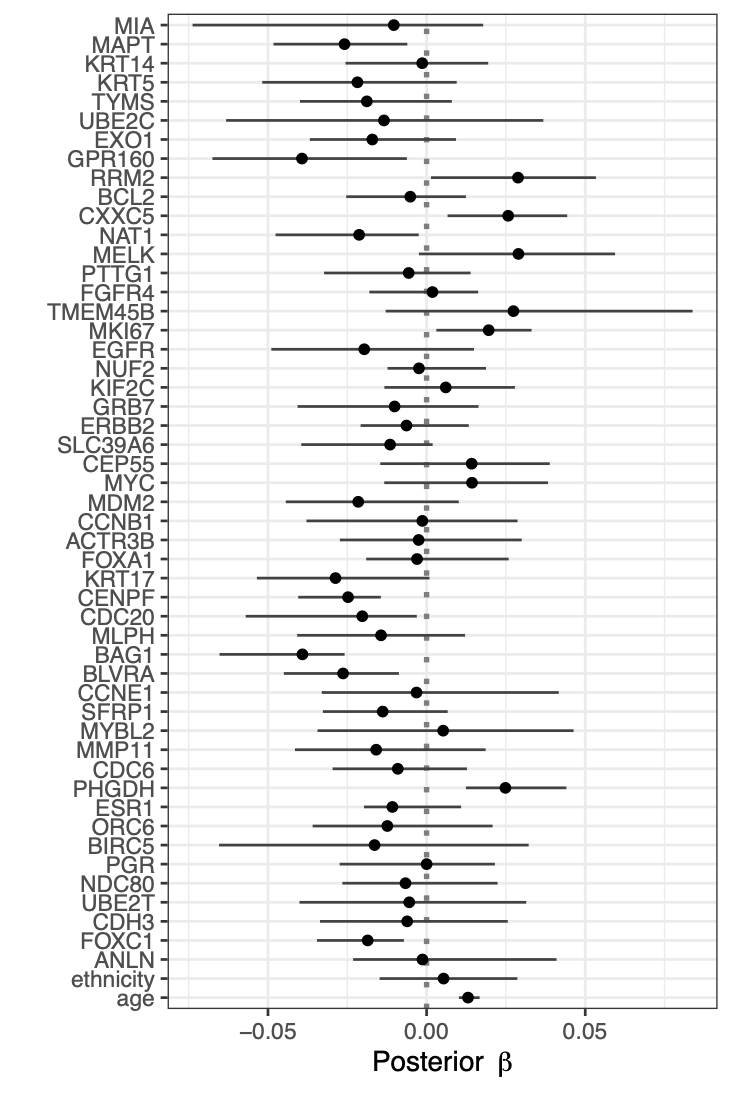 MIA
MAPT
KRT14
KRT5
TYMS
UBE2C
EXO1
GPR160
RRM2
BCL2
CXXC5
NAT1
MELK
PTTG1
FGFR4
TMEM45B
MKI67
EGFR
NUF2
KIF2C
GRB7
ERBB2
SLC39A6
CEP55
MYC
MDM2
CCNB1
ACTR3B
FOXA1
KRT17
CENPF
CDC20
MLPH
BAG1
BLVRA
CCNE1
SFRP1
MYBL2
MMP11
CDC6
PHGDH
ESR1
ORC6
BIRC5
PGR
NDC80
UBE2T
CDH3
FOXC1
ANLN
ethnicity
age
−0.05 0.00 0.05
Posterior β